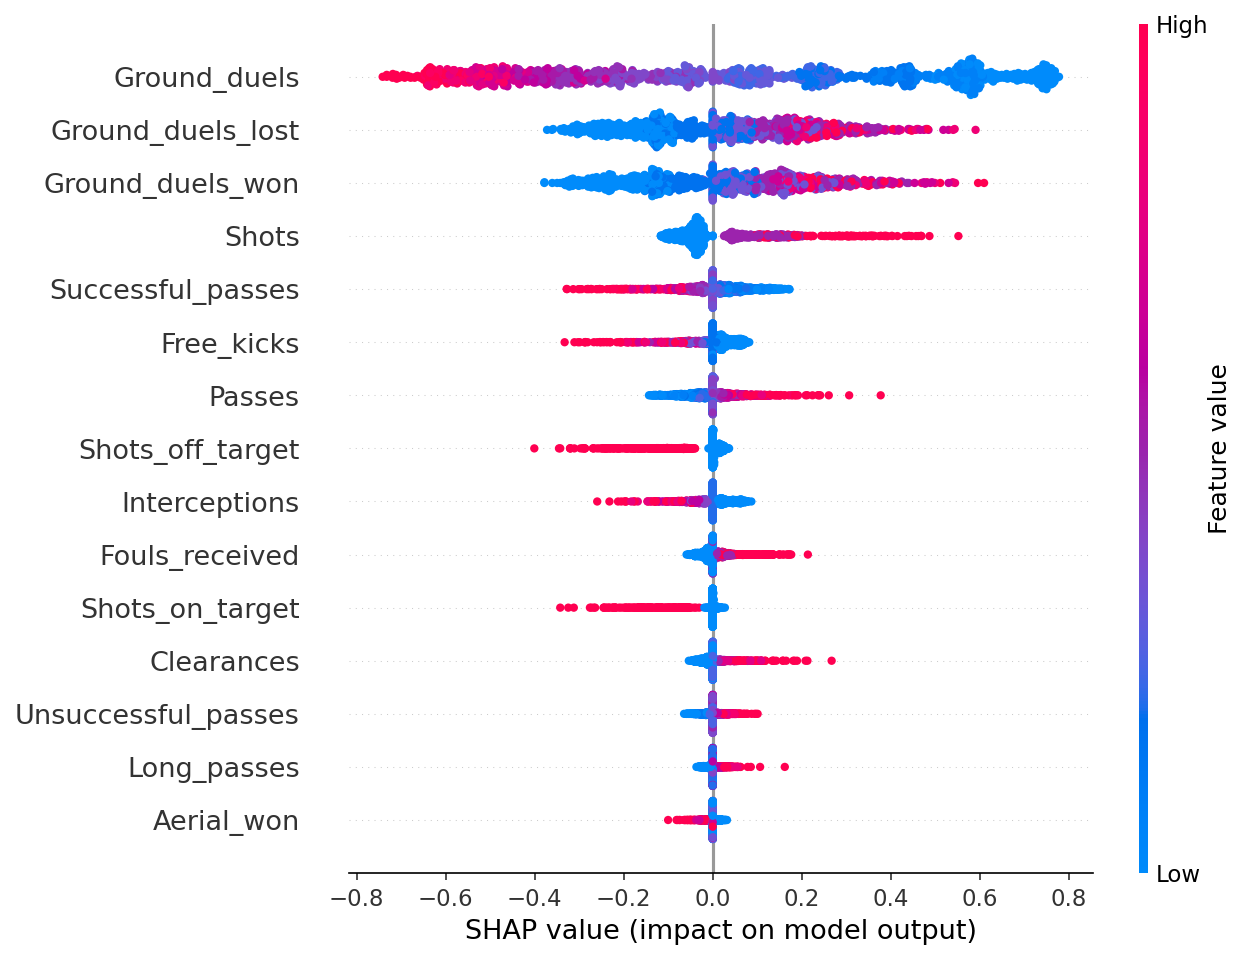 High
Ground_duels
Ground_duels_lost
Ground_duels_won
Shots
Successful_passes
Free_kicks
Passes
Shots_off_target
Interceptions
Fouls_received
Shots_on_target
Clearances
Unsuccessful_passes
Long_passes
Aerial_won
Feature value
Low
−0.8 −0.6 −0.4 −0.2 0.0 0.2 0.4 0.6 0.8
SHAP value (impact on model output)